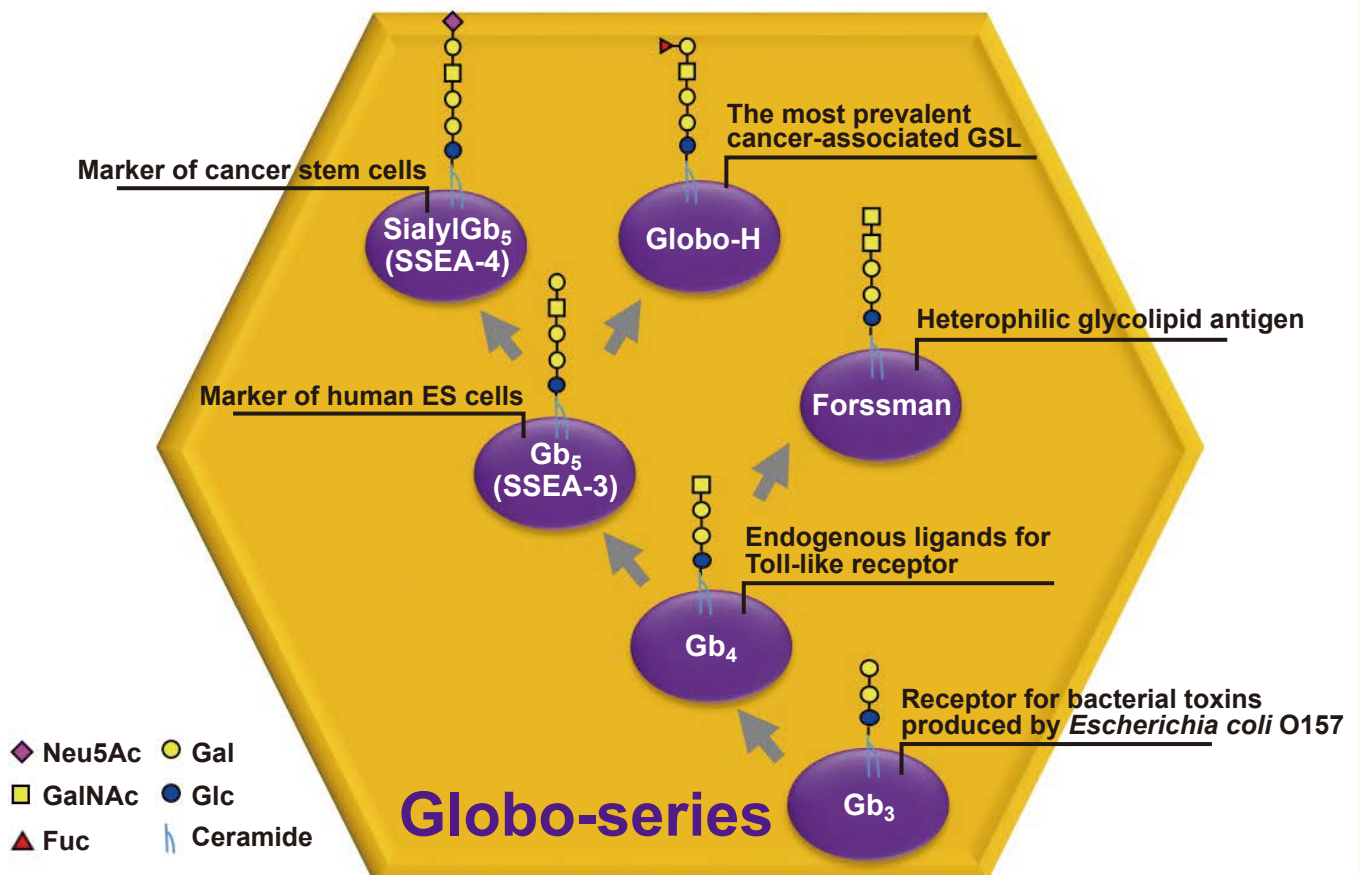 The most prevalent
cancer-associated GSL
Marker of cancer stem cells
SialylGb₅
(SSEA-4)
Globo-H
Heterophilic glycolipid antigen
Marker of human ES cells
Forssman
Gb₅
(SSEA-3)
Endogenous ligands for
Toll-like receptor
Gb₄
Receptor for bacterial toxins
produced by Escherichia coli O157
Gb₃
Neu5Ac
Gal
GalNAc
Glc
Fuc
Ceramide
Globo-series